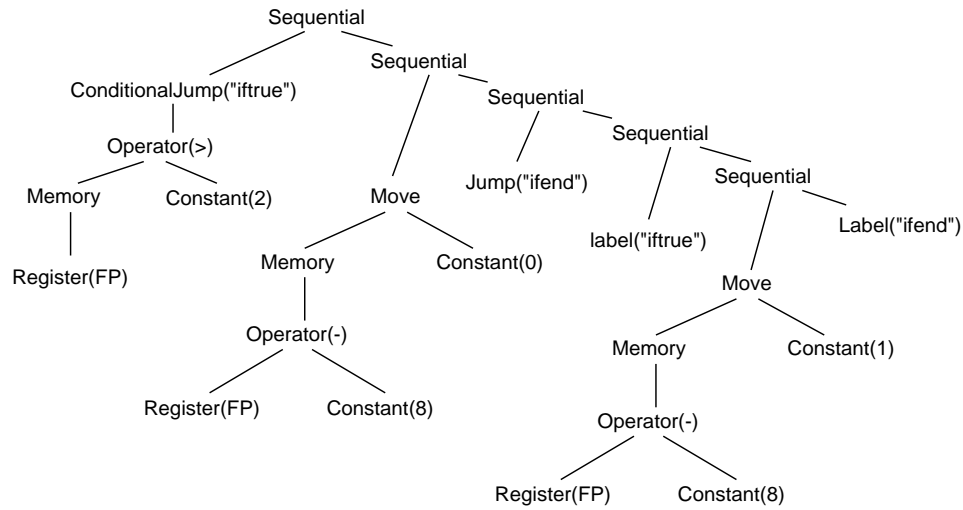 Sequential
Sequential
ConditionalJump("iftrue")
Sequential
Sequential
Operator(>)
Sequential
Jump("ifend")
Memory
Constant(2)
Move
Label("ifend")
label("iftrue")
Memory
Constant(0)
Register(FP)
Move
Operator(-)
Memory
Constant(1)
Register(FP)
Constant(8)
Operator(-)
Register(FP)
Constant(8)